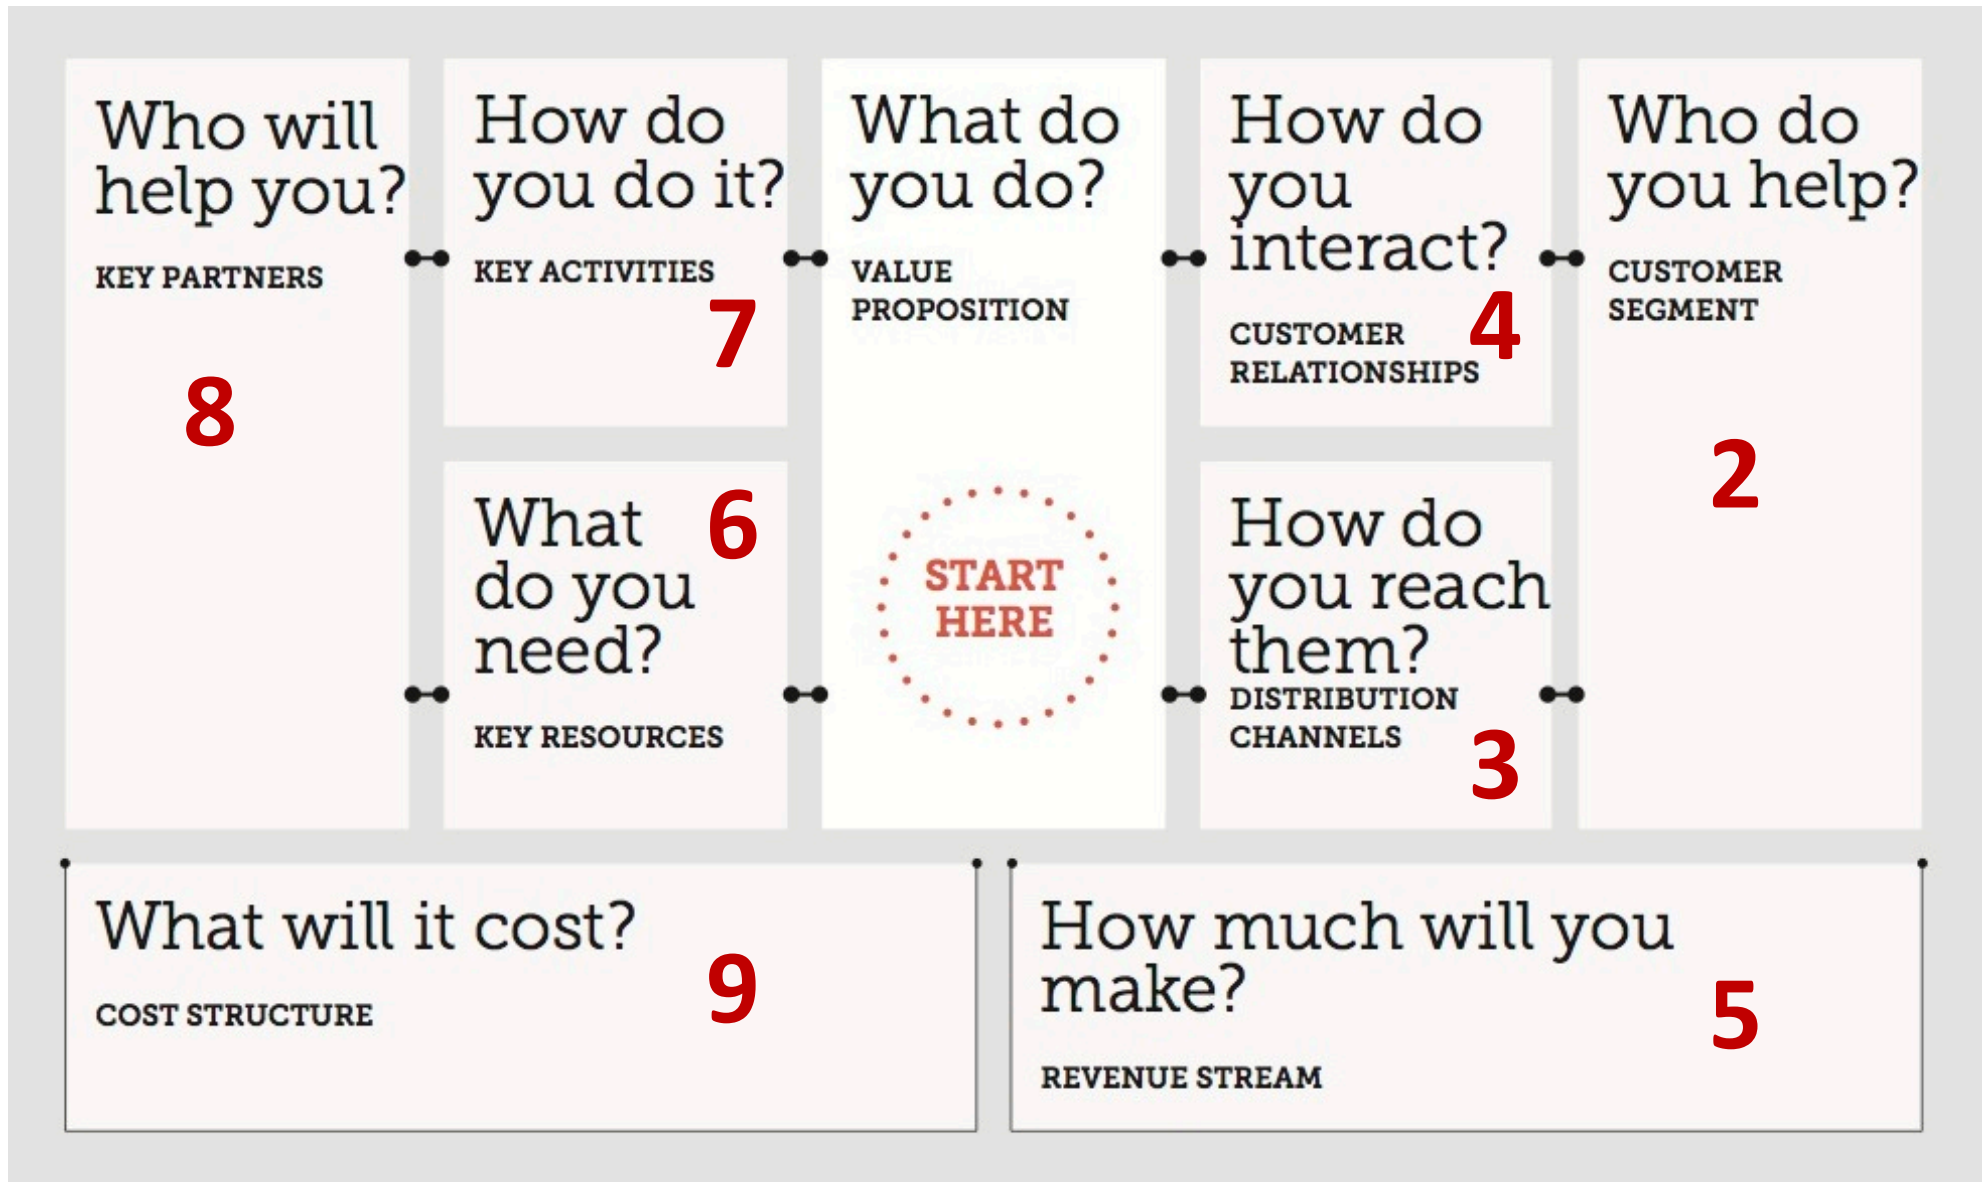 Who will
help you?
KEY PARTNERS
8
How do
you do it?
KEY ACTIVITIES
7
What
do you
need?
6
KEY RESOURCES
What do
you do?
VALUE
PROPOSITION
START
HERE
How do
you
interact?
CUSTOMER
RELATIONSHIPS
4
How do
you reach
them?
DISTRIBUTION
CHANNELS
3
Who do
you help?
CUSTOMER
SEGMENT
2
What will it cost?
COST STRUCTURE
9
How much will you
make?
REVENUE STREAM
5